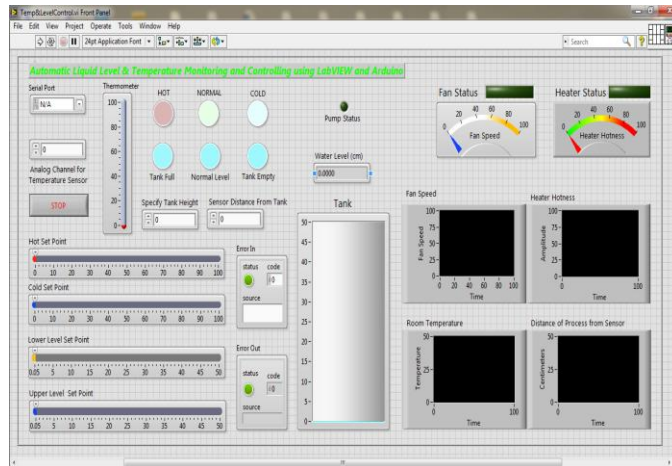 Temp&LevelControl.vi Front Panel
File Edit View Project Operate Tools Window Help
24pt Application Font
Search
Automatic Liquid Level & Temperature Monitoring and Controlling using LabVIEW and Arduino
Serial Port
N/A
0
Analog Channel for
Temperature Sensor
STOP
Thermometer
100
80
60
40
20
0
HOT NORMAL COLD
Tank Full Normal Level Tank Empty
Specify Tank Height
0
Sensor Distance From Tank
0
Pump Status
Water Level (cm)
0.0000
Fan Status
0 20 40 60 80 100
Fan Speed
Heater Status
0 20 40 60 80 100
Heater Hotness
Hot Set Point
0 10 20 30 40 50 60 70 80 90 100
Cold Set Point
0 10 20 30 40 50 60 70 80 90 100
Lower Level Set Point
0.05 5 10 15 20 25 30 35 40 45 50
Upper Level Set Point
0.05 5 10 15 20 25 30 35 40 45 50
Error In
status code
0
source
Error Out
status code
0
source
Tank
50
45
40
35
30
25
20
15
10
5
0
Fan Speed
Fan Speed
100
75
50
25
0
0 20 40 60 80 100
Time
Heater Hotness
Amplitude
100
75
50
25
0
0 100
Time
Room Temperature
Temperature
50
25
0
0 100
Time
Distance of Process from Sensor
Centimeters
50
25
0
0 100
Time